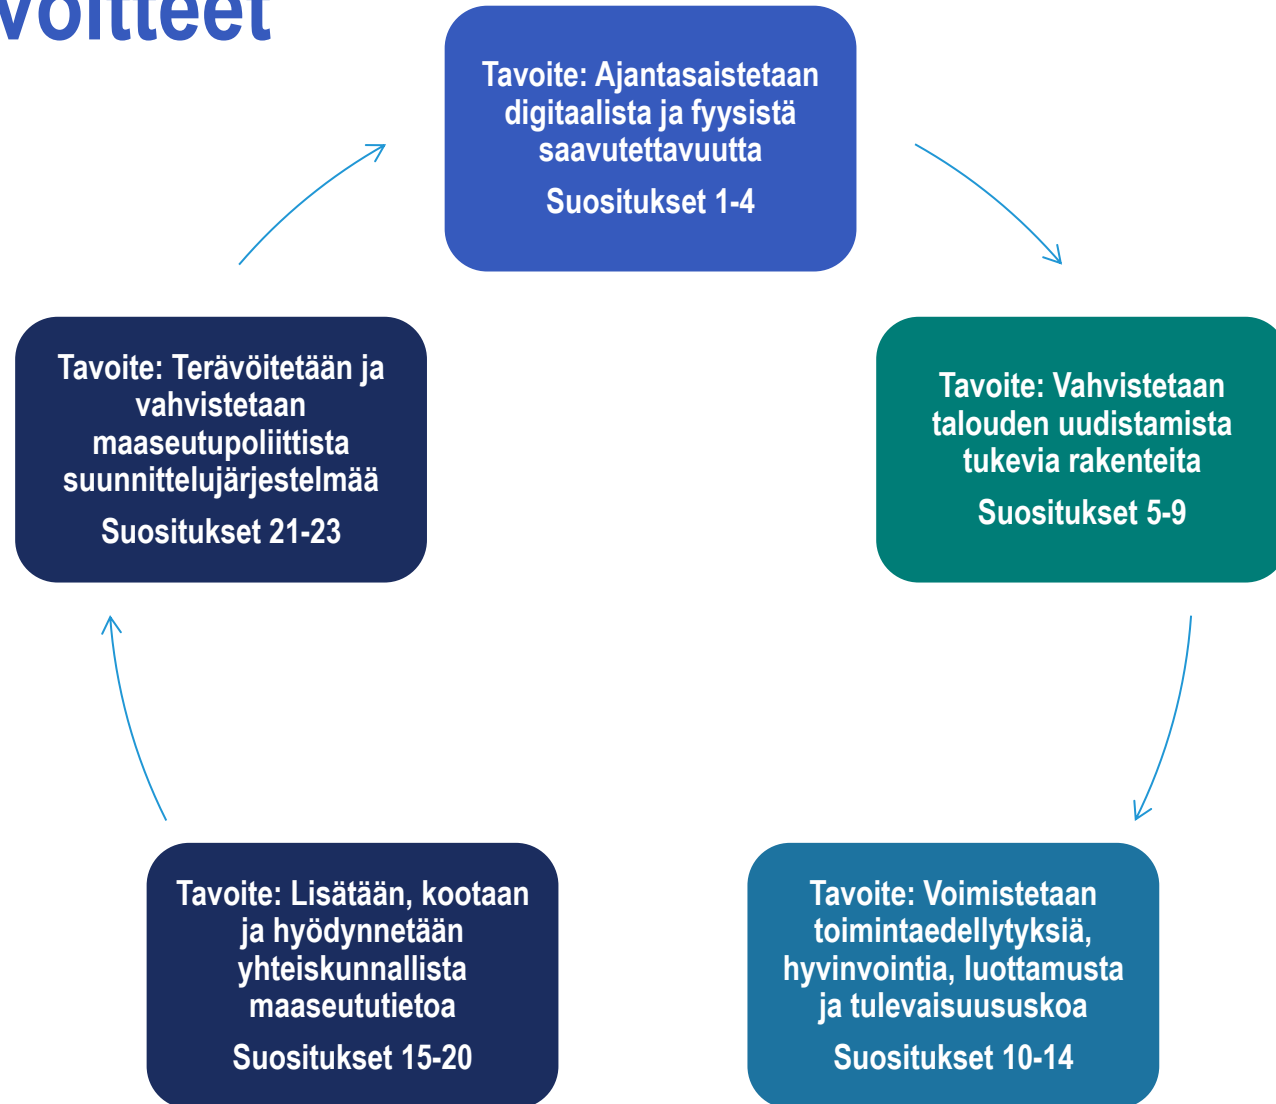 voitteet
Tavoite: Ajantasaistetaan
digitaalista ja fyysistä
saavutettavuutta
Suositukset 1-4
Tavoite: Vahvistetaan
talouden uudistamista
tukevia rakenteita
Suositukset 5-9
Tavoite: Voimistetaan
toimintaedellytyksiä,
hyvinvointia, luottamusta
ja tulevaisuususkoa
Suositukset 10-14
Tavoite: Lisätään, kootaan
ja hyödynnetään
yhteiskunnallista
maaseututietoa
Suositukset 15-20
Tavoite: Terävöitetään ja
vahvistetaan
maaseutupoliittista
suunnittelujärjestelmää
Suositukset 21-23